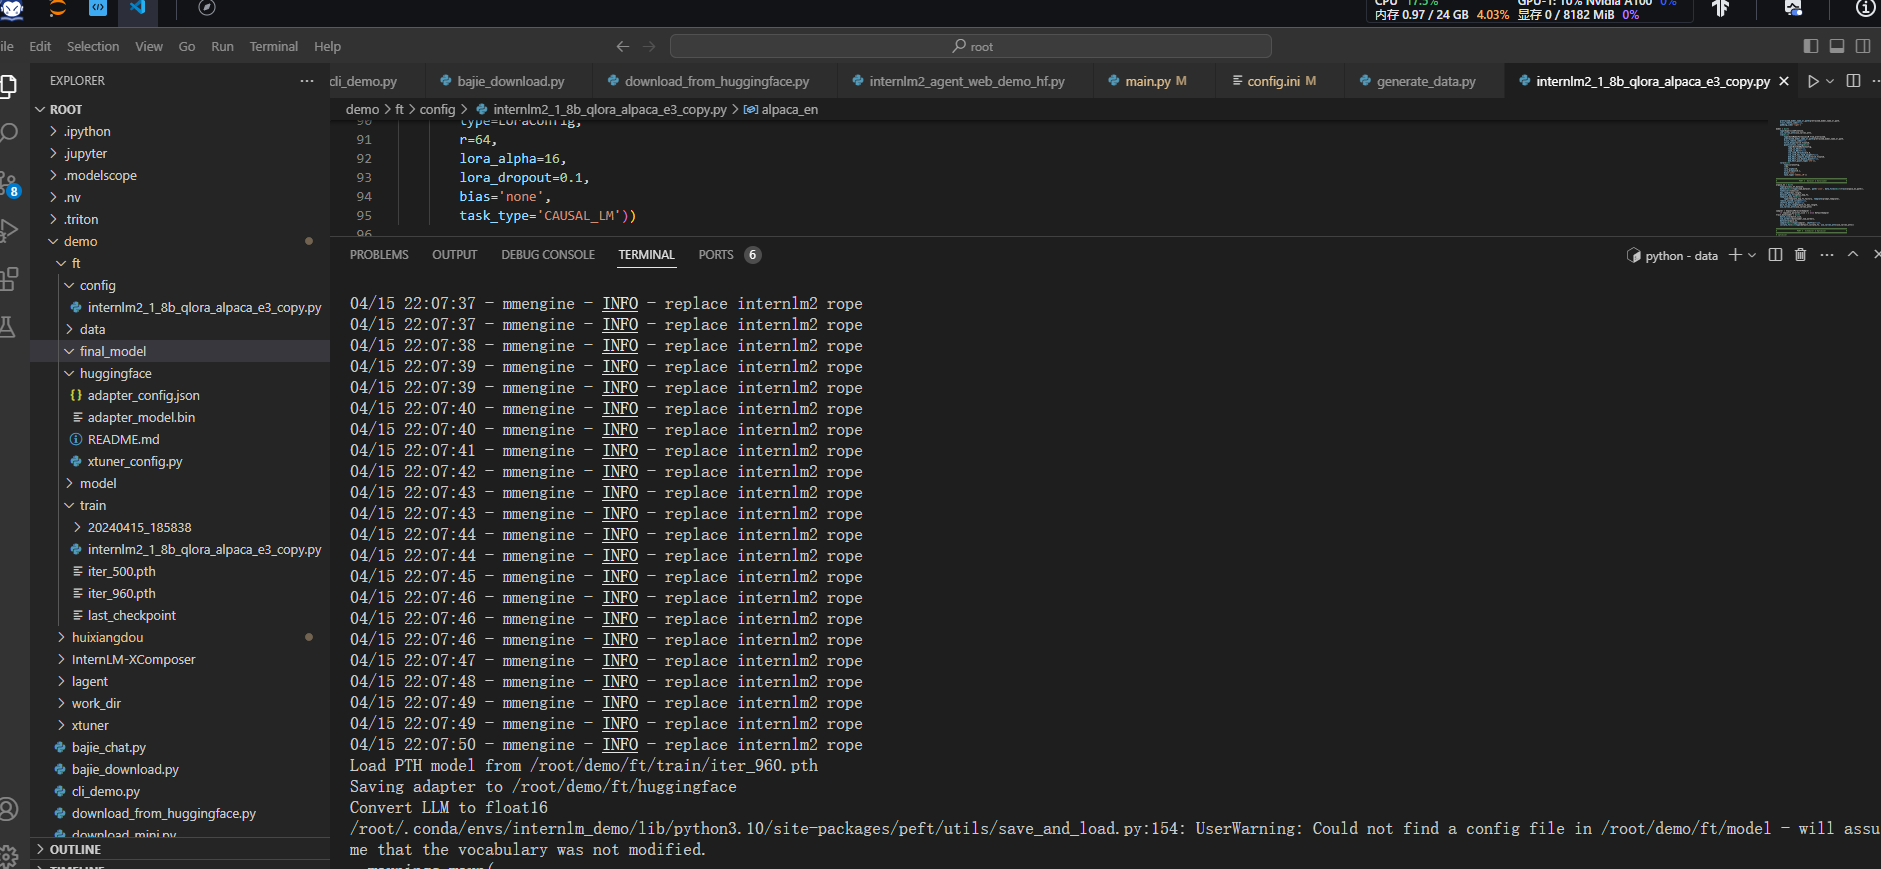 CPU 17.5% GPU-1: 10% Nvidia A100 0%
内存 0.97 / 24 GB 4.03% 显存 0 / 8182 MiB 0%
ile Edit Selection View Go Run Terminal Help
root
EXPLORER
cli_demo.py bajie_download.py download_from_huggingface.py internlm2_agent_web_demo_hf.py main.py M config.ini M generate_data.py internlm2_1_8b_qlora_alpaca_e3_copy.py
demo > ft > config > internlm2_1_8b_qlora_alpaca_e3_copy.py > alpaca_en
ROOT
.ipython
.jupyter
.modelscope
.nv
.triton
demo
ft
config
internlm2_1_8b_qlora_alpaca_e3_copy.py
data
final_model
huggingface
adapter_config.json
adapter_model.bin
README.md
xtuner_config.py
model
train
20240415_185838
internlm2_1_8b_qlora_alpaca_e3_copy.py
iter_500.pth
iter_960.pth
last_checkpoint
huixiangdou
InternLM-XComposer
lagent
work_dir
xtuner
bajie_chat.py
bajie_download.py
cli_demo.py
download_from_huggingface.py
download_mini.py
OUTLINE
TIMELINE
8
90 type=LoraConfig,
91 r=64,
92 lora_alpha=16,
93 lora_dropout=0.1,
94 bias='none',
95 task_type='CAUSAL_LM'))
96
PROBLEMS OUTPUT DEBUG CONSOLE TERMINAL PORTS 6
python - data
04/15 22:07:37 - mmengine - INFO - replace internlm2 rope
04/15 22:07:37 - mmengine - INFO - replace internlm2 rope
04/15 22:07:38 - mmengine - INFO - replace internlm2 rope
04/15 22:07:39 - mmengine - INFO - replace internlm2 rope
04/15 22:07:39 - mmengine - INFO - replace internlm2 rope
04/15 22:07:40 - mmengine - INFO - replace internlm2 rope
04/15 22:07:40 - mmengine - INFO - replace internlm2 rope
04/15 22:07:41 - mmengine - INFO - replace internlm2 rope
04/15 22:07:42 - mmengine - INFO - replace internlm2 rope
04/15 22:07:43 - mmengine - INFO - replace internlm2 rope
04/15 22:07:43 - mmengine - INFO - replace internlm2 rope
04/15 22:07:44 - mmengine - INFO - replace internlm2 rope
04/15 22:07:44 - mmengine - INFO - replace internlm2 rope
04/15 22:07:45 - mmengine - INFO - replace internlm2 rope
04/15 22:07:46 - mmengine - INFO - replace internlm2 rope
04/15 22:07:46 - mmengine - INFO - replace internlm2 rope
04/15 22:07:46 - mmengine - INFO - replace internlm2 rope
04/15 22:07:47 - mmengine - INFO - replace internlm2 rope
04/15 22:07:48 - mmengine - INFO - replace internlm2 rope
04/15 22:07:49 - mmengine - INFO - replace internlm2 rope
04/15 22:07:49 - mmengine - INFO - replace internlm2 rope
04/15 22:07:50 - mmengine - INFO - replace internlm2 rope
Load PTH model from /root/demo/ft/train/iter_960.pth
Saving adapter to /root/demo/ft/huggingface
Convert LLM to float16
/root/.conda/envs/internlm_demo/lib/python3.10/site-packages/peft/utils/save_and_load.py:154: UserWarning: Could not find a config file in /root/demo/ft/model - will assu
me that the vocabulary was not modified.